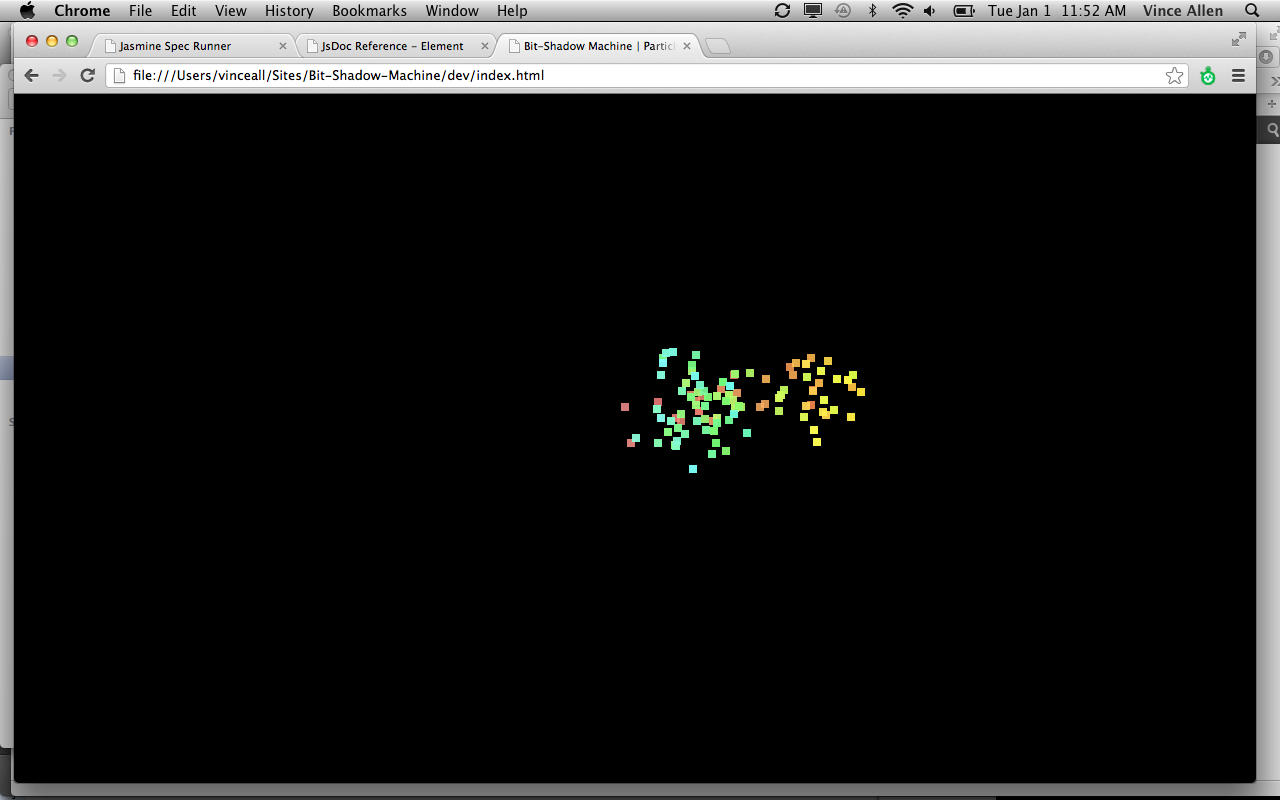 Chrome File Edit View History Bookmarks Window Help Tue Jan 1 11:52 AM Vince Allen
Jasmine Spec Runner JsDoc Reference – Element Bit–Shadow Machine | Partic
file:///Users/vinceall/Sites/Bit-Shadow-Machine/dev/index.html